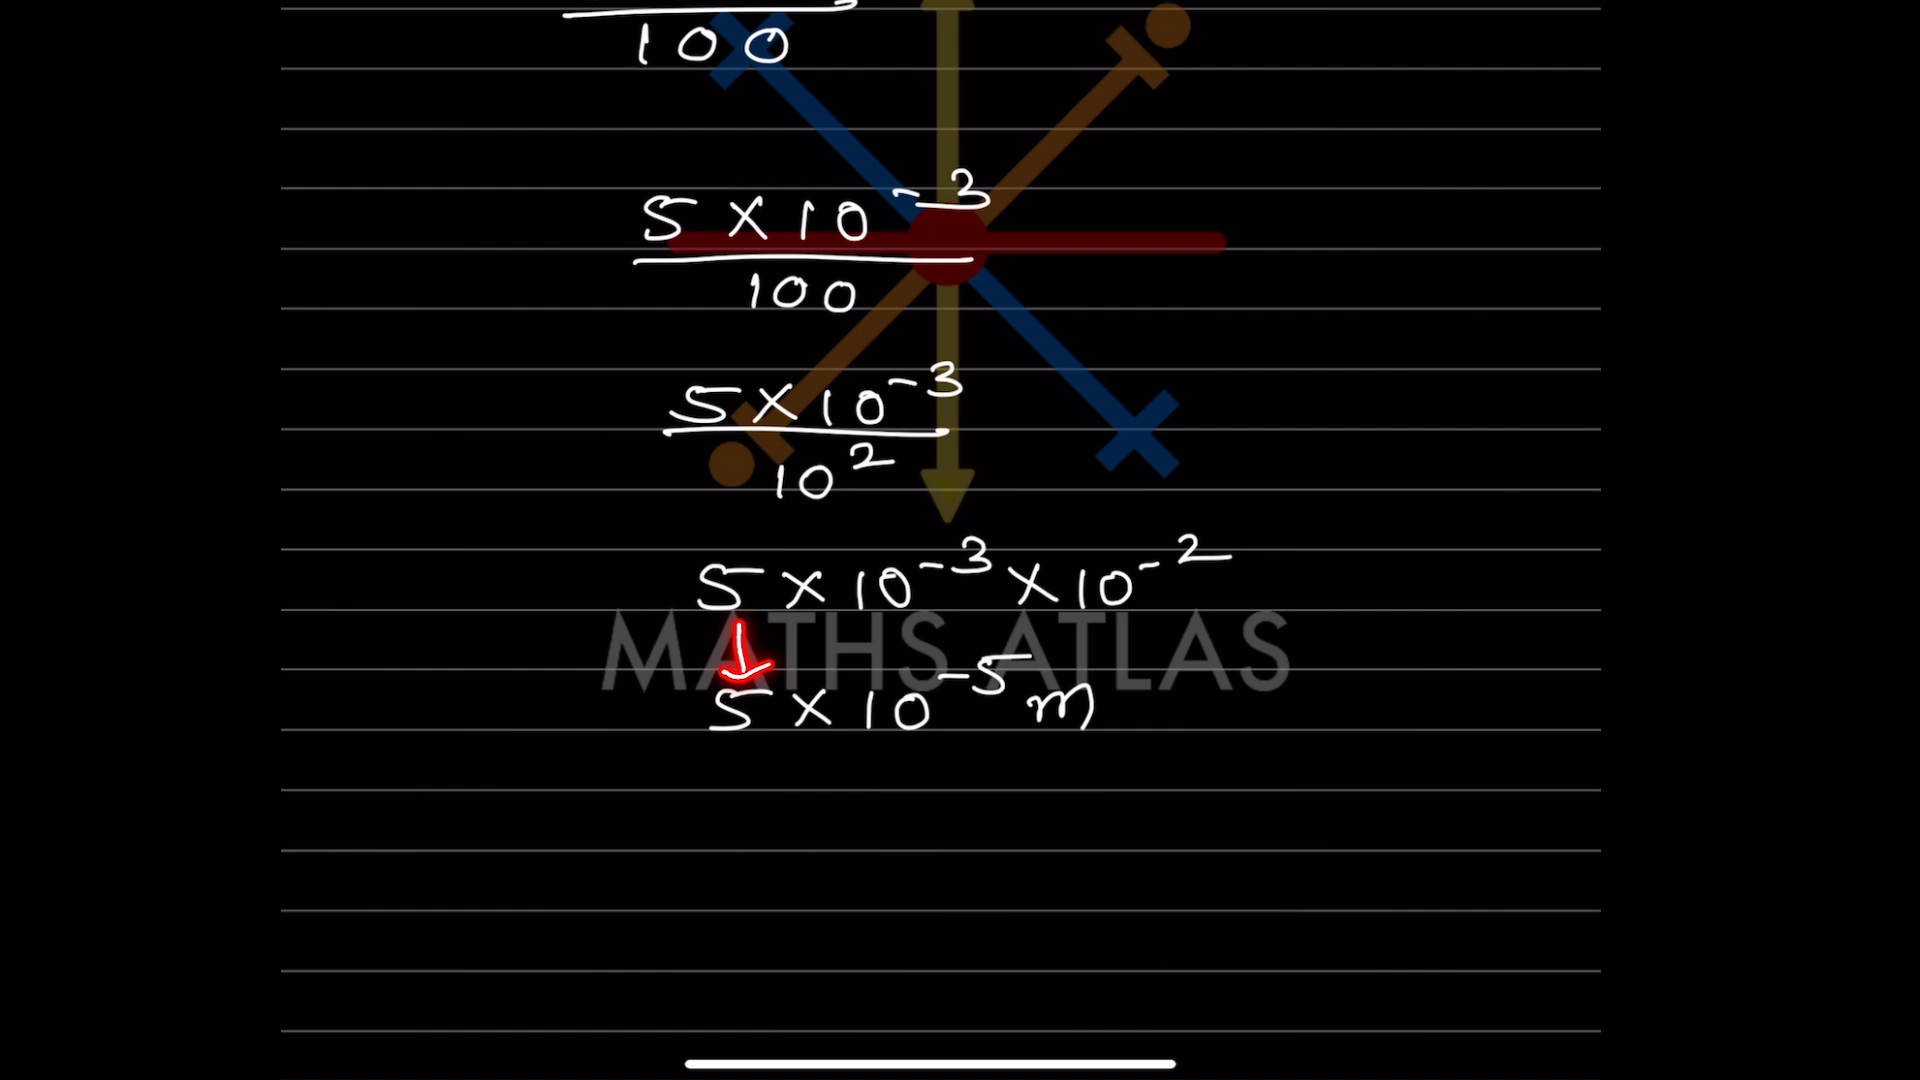 100
5 × 10⁻³
100
5 × 10⁻³
10²
5 × 10⁻³ × 10⁻²
MATHS ATLAS
5 × 10⁻⁵ m